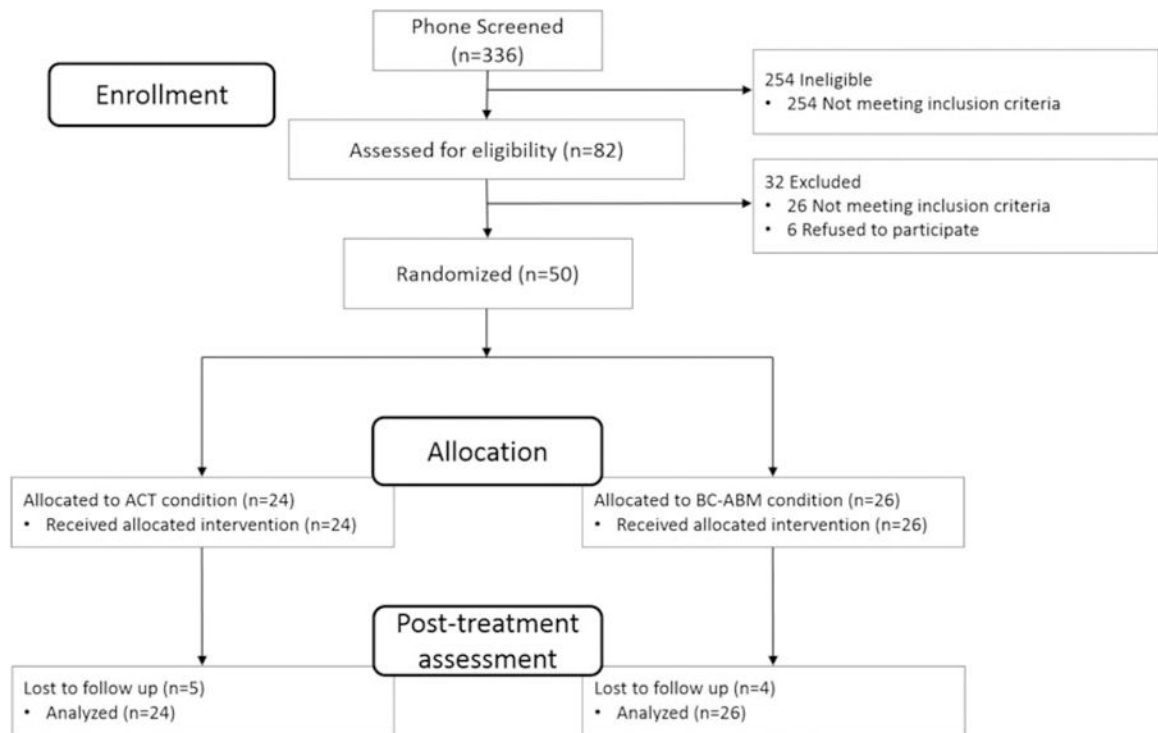 Phone Screened
(n=336)
Enrollment
254 Ineligible
• 254 Not meeting inclusion criteria
Assessed for eligibility (n=82)
32 Excluded
• 26 Not meeting inclusion criteria
• 6 Refused to participate
Randomized (n=50)
Allocation
Allocated to ACT condition (n=24)
• Received allocated intervention (n=24)
Allocated to BC-ABM condition (n=26)
• Received allocated intervention (n=26)
Post-treatment
assessment
Lost to follow up (n=5)
• Analyzed (n=24)
Lost to follow up (n=4)
• Analyzed (n=26)